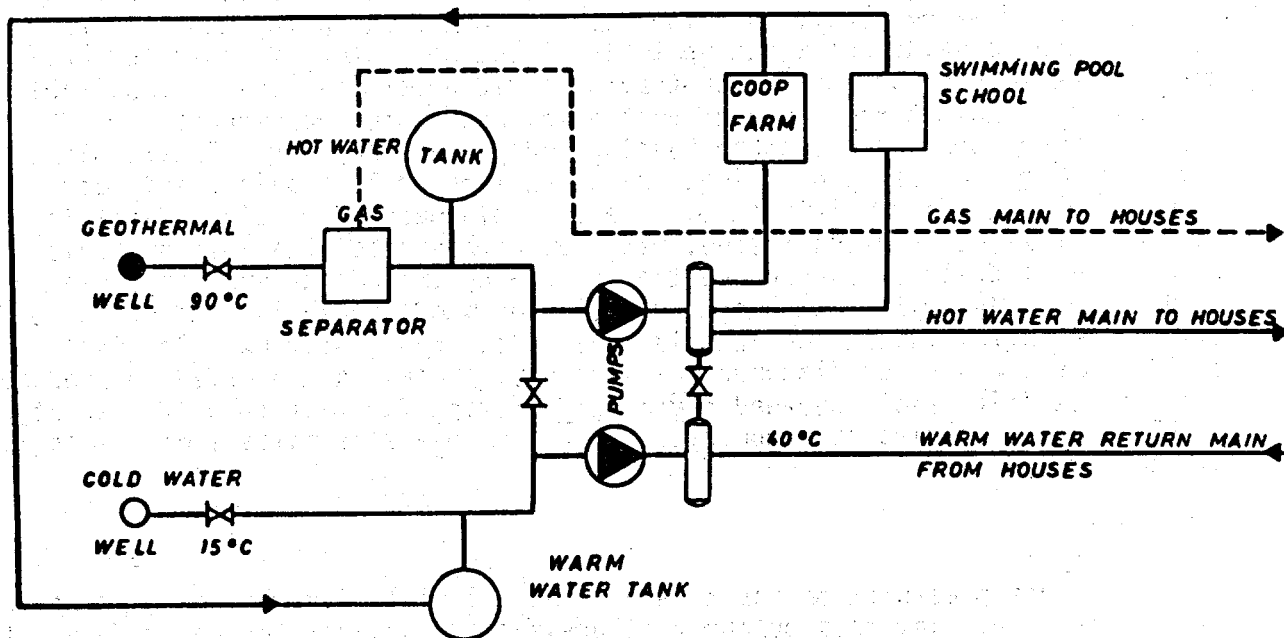 SWIMMING POOL
SCHOOL
COOP
FARM
HOT WATER
TANK
GAS
GEOTHERMAL
WELL 90°C
SEPARATOR
GAS MAIN TO HOUSES
HOT WATER MAIN TO HOUSES
PUMPS
40°C WARM WATER RETURN MAIN
FROM HOUSES
COLD WATER
WELL 15°C
WARM
WATER TANK